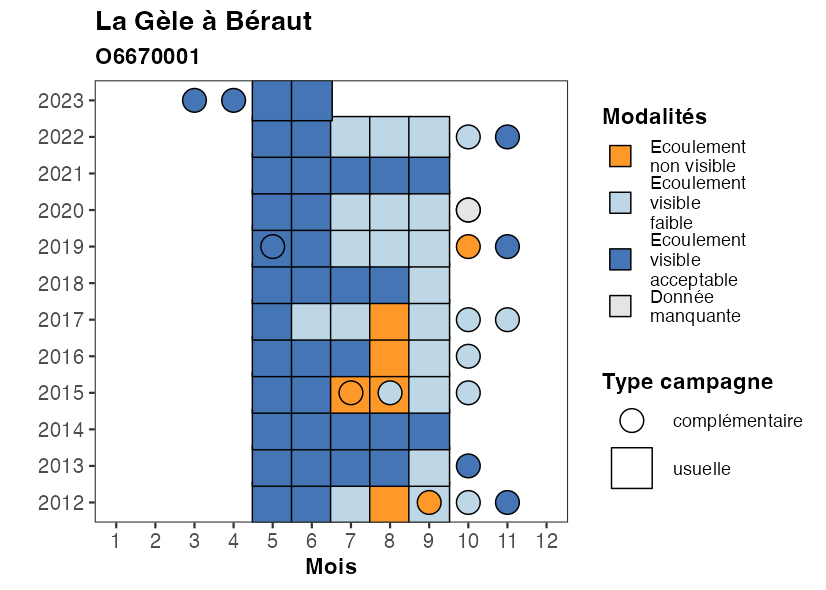 La Gèle à Béraut
O6670001
2023
2022
2021
2020
2019
2018
2017
2016
2015
2014
2013
2012
1 2 3 4 5 6 7 8 9 10 11 12
Mois
Modalités
Ecoulement
non visible
Ecoulement
visible
faible
Ecoulement
visible
acceptable
Donnée
manquante
Type campagne
complémentaire
usuelle